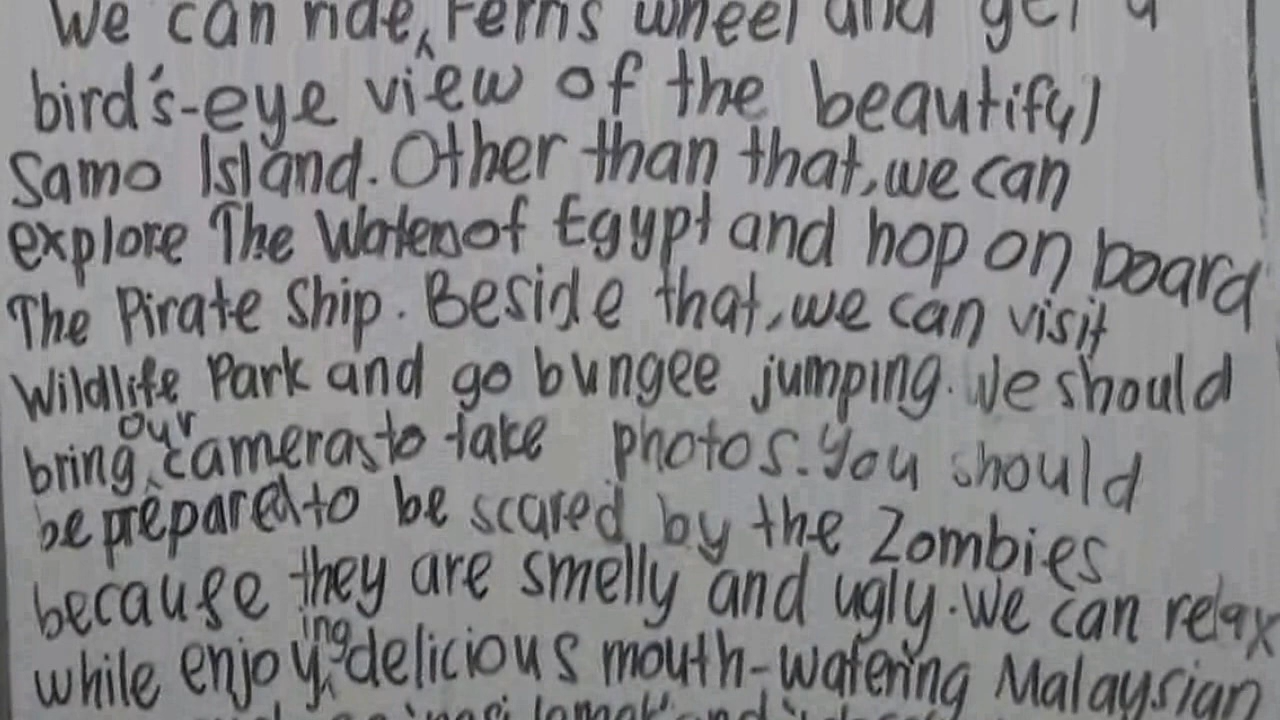 We can ride, Ferris wheel and get a
bird's-eye view of the beautiful
Samo Island. Other than that, we can
explore The Waters of Egypt and hop on board
The Pirate Ship. Beside that, we can visit
Wildlife Park and go bungee jumping. We should
bring our cameras to take photos. You should
be prepared to be scared by the Zombies
because they are smelly and ugly. We can relax
while enjoying delicious mouth-watering Malaysian
nasi lemak" and